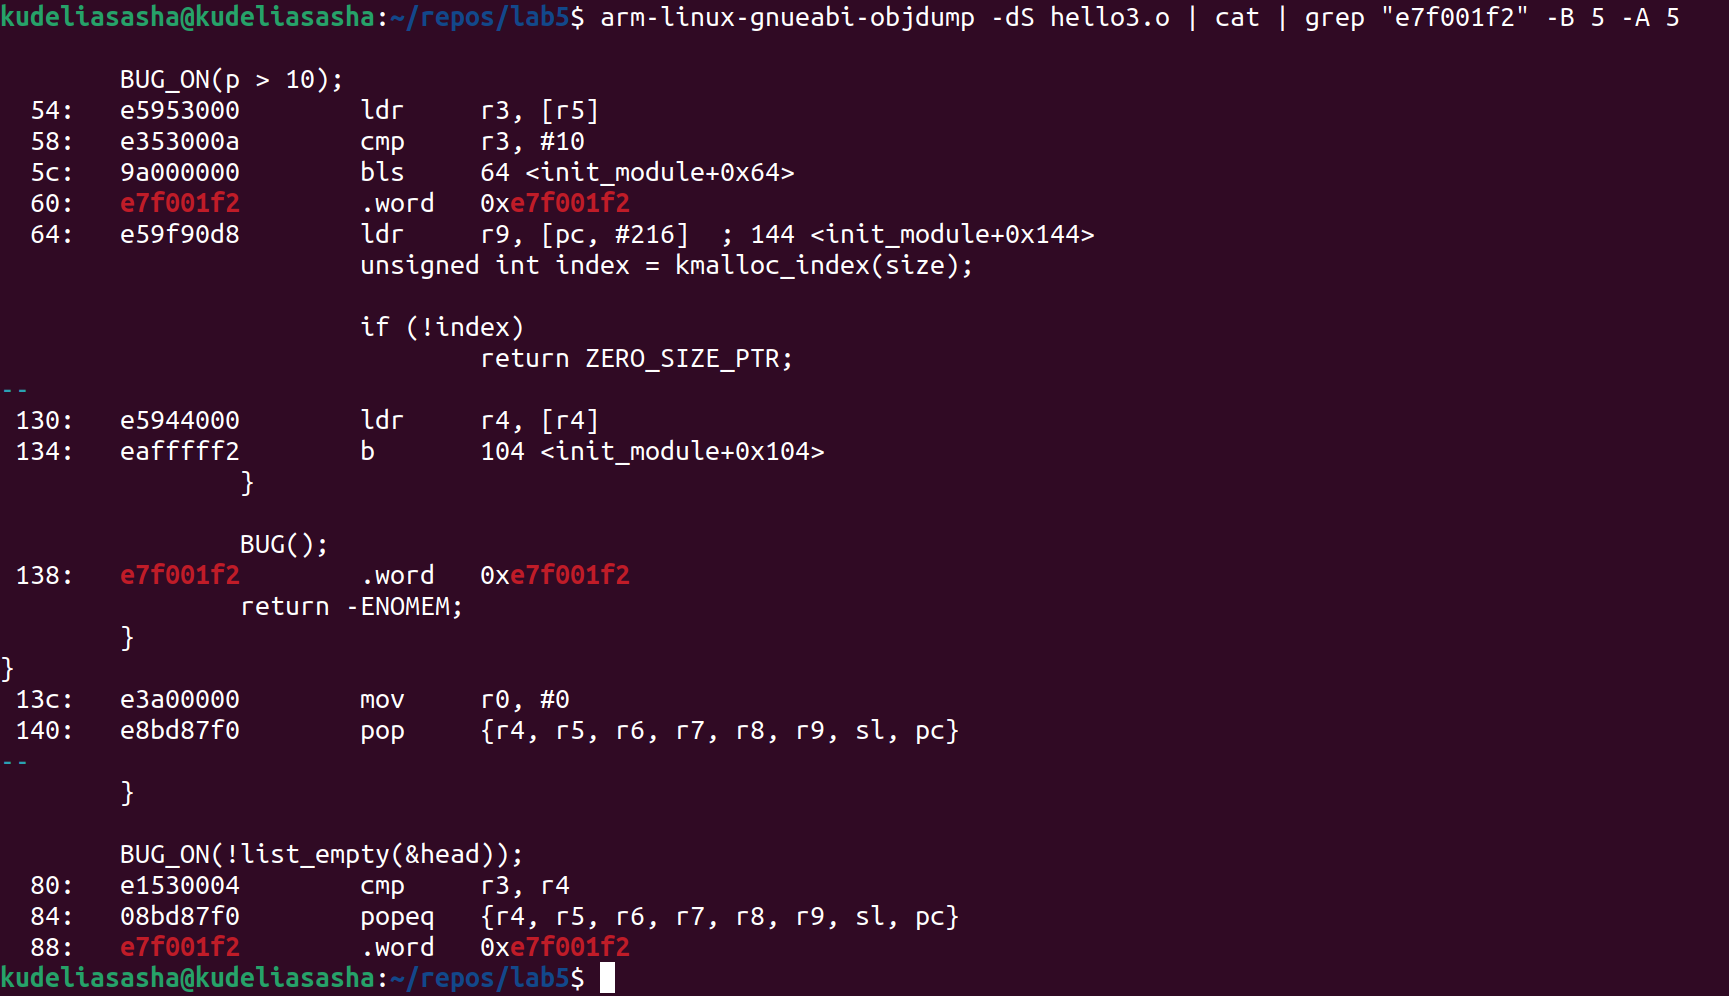 kudeliasasha@kudeliasasha:~/repos/lab5$ arm-linux-gnueabi-objdump -dS hello3.o | cat | grep "e7f001f2" -B 5 -A 5

        BUG_ON(p > 10);
  54:   e5953000        ldr     r3, [r5]
  58:   e353000a        cmp     r3, #10
  5c:   9a000000        bls     64 <init_module+0x64>
  60:   e7f001f2        .word   0xe7f001f2
  64:   e59f90d8        ldr     r9, [pc, #216]  ; 144 <init_module+0x144>
                        unsigned int index = kmalloc_index(size);

                        if (!index)
                                return ZERO_SIZE_PTR;
--
 130:   e5944000        ldr     r4, [r4]
 134:   eafffff2        b       104 <init_module+0x104>
                }

                BUG();
 138:   e7f001f2        .word   0xe7f001f2
                return -ENOMEM;
        }
}
 13c:   e3a00000        mov     r0, #0
 140:   e8bd87f0        pop     {r4, r5, r6, r7, r8, r9, sl, pc}
--
        }

        BUG_ON(!list_empty(&head));
  80:   e1530004        cmp     r3, r4
  84:   08bd87f0        popeq   {r4, r5, r6, r7, r8, r9, sl, pc}
  88:   e7f001f2        .word   0xe7f001f2
kudeliasasha@kudeliasasha:~/repos/lab5$